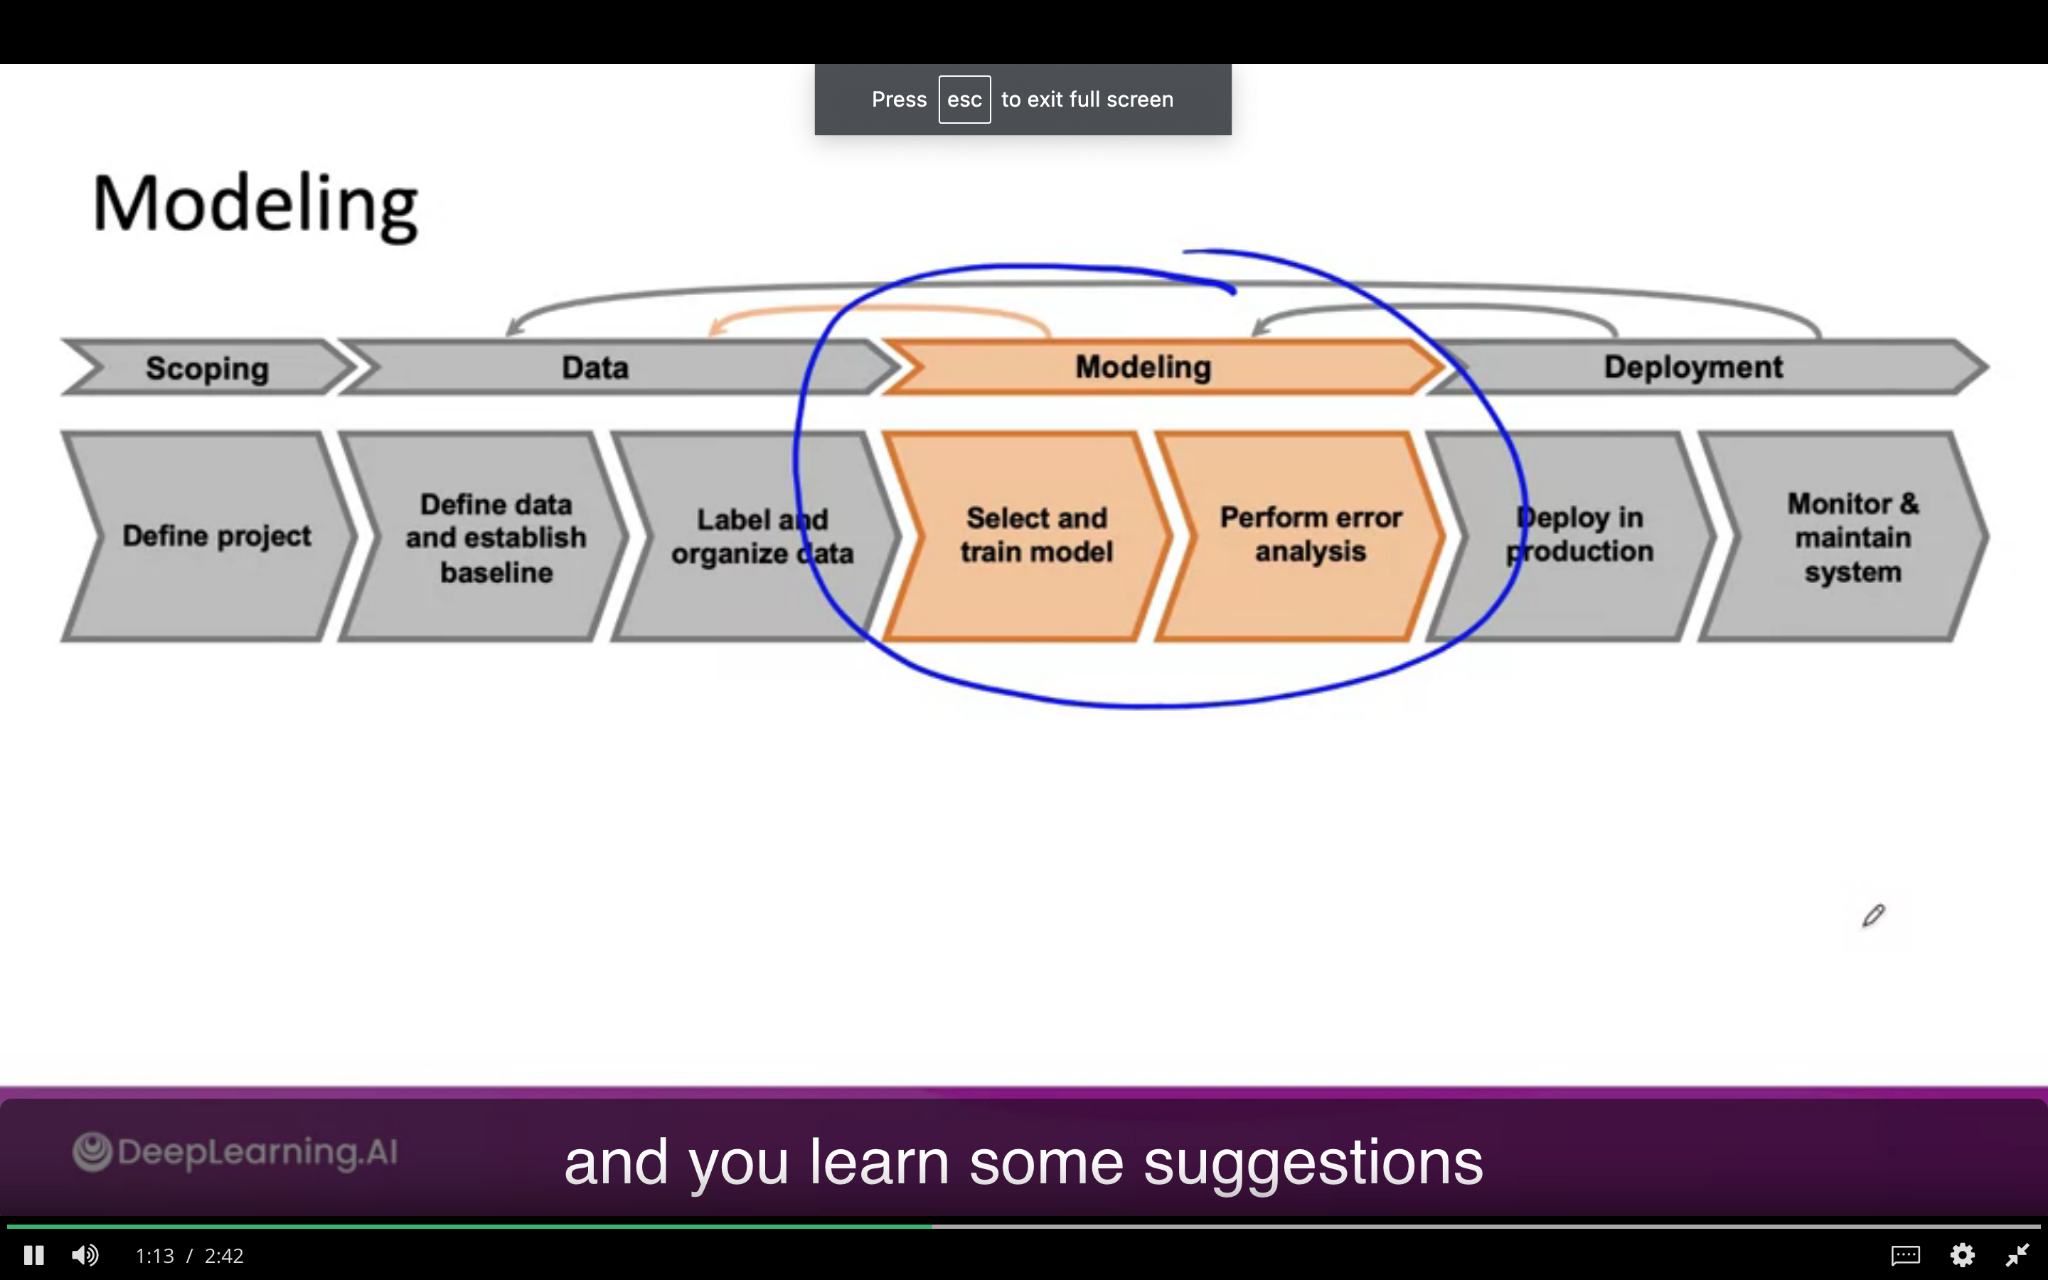 Press esc to exit full screen
Modeling
Scoping
Data
Modeling
Deployment
Define project
Define data
and establish
baseline
Label and
organize data
Select and
train model
Perform error
analysis
Deploy in
production
Monitor &
maintain
system
DeepLearning.AI
and you learn some suggestions
1:13 / 2:42